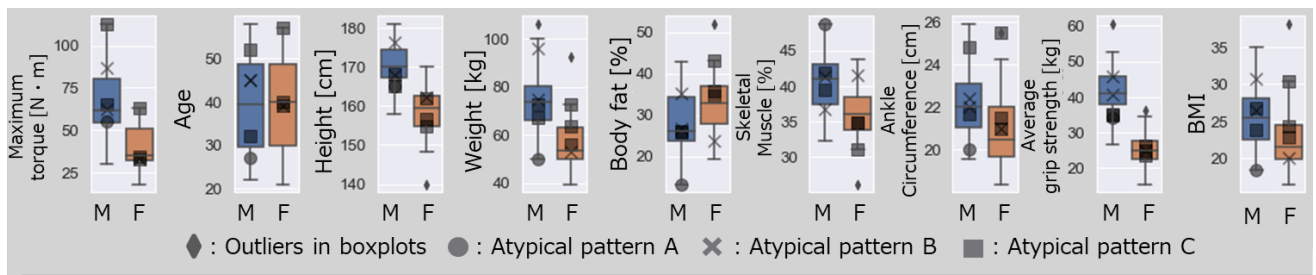 Maximum
torque [N・m]
100
75
50
25
M F
Age
50
40
30
20
M F
Height [cm]
180
170
160
150
140
M F
Weight [kg]
100
80
60
40
M F
Body fat [%]
50
40
30
20
M F
Skeletal
Muscle [%]
45
40
35
30
M F
Ankle
Circumference [cm]
26
24
22
20
M F
Average
grip strength [kg]
60
50
40
30
20
M F
BMI
35
30
25
20
M F
: Outliers in boxplots : Atypical pattern A : Atypical pattern B : Atypical pattern C